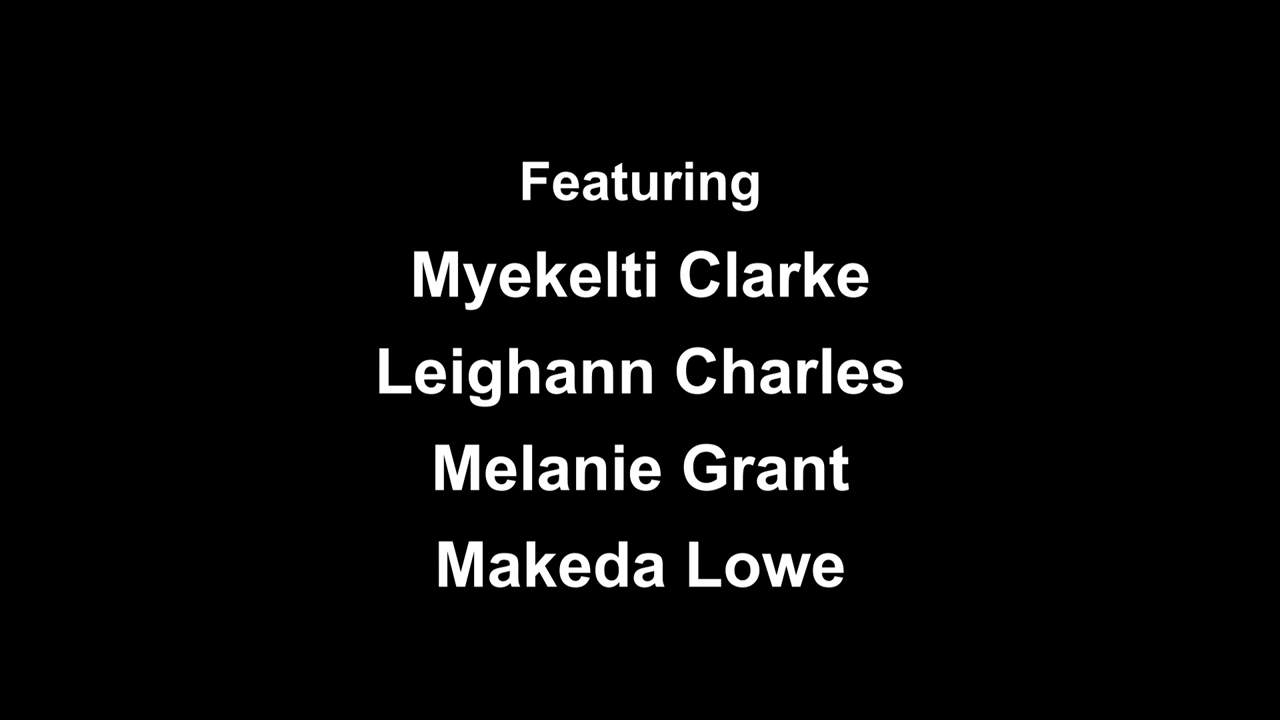 Featuring
Myekelti Clarke
Leighann Charles
Melanie Grant
Makeda Lowe